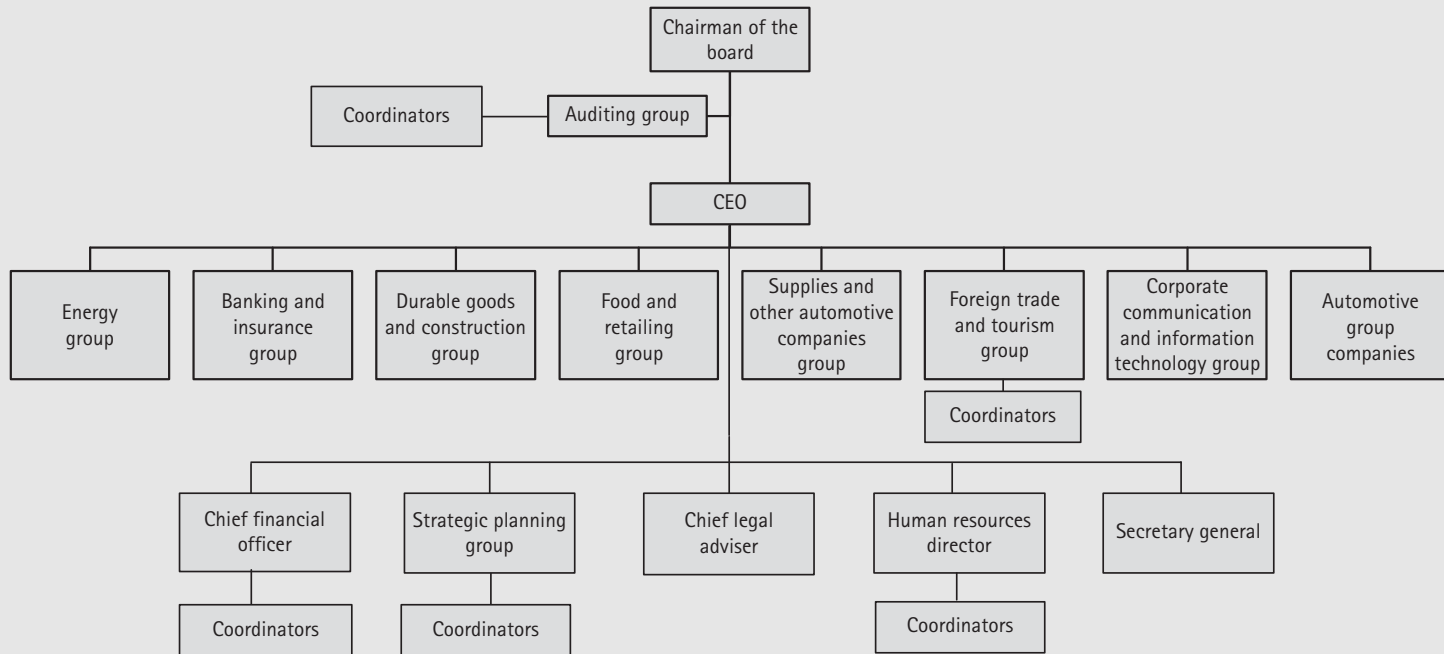 Chairman of the
board
Coordinators
Auditing group
CEO
Energy
group
Banking and
insurance
group
Durable goods
and construction
group
Food and
retailing
group
Supplies and
other automotive
companies
group
Foreign trade
and tourism
group
Corporate
communication
and information
technology group
Automotive
group
companies
Coordinators
Chief financial
officer
Strategic planning
group
Chief legal
adviser
Human resources
director
Secretary general
Coordinators
Coordinators
Coordinators